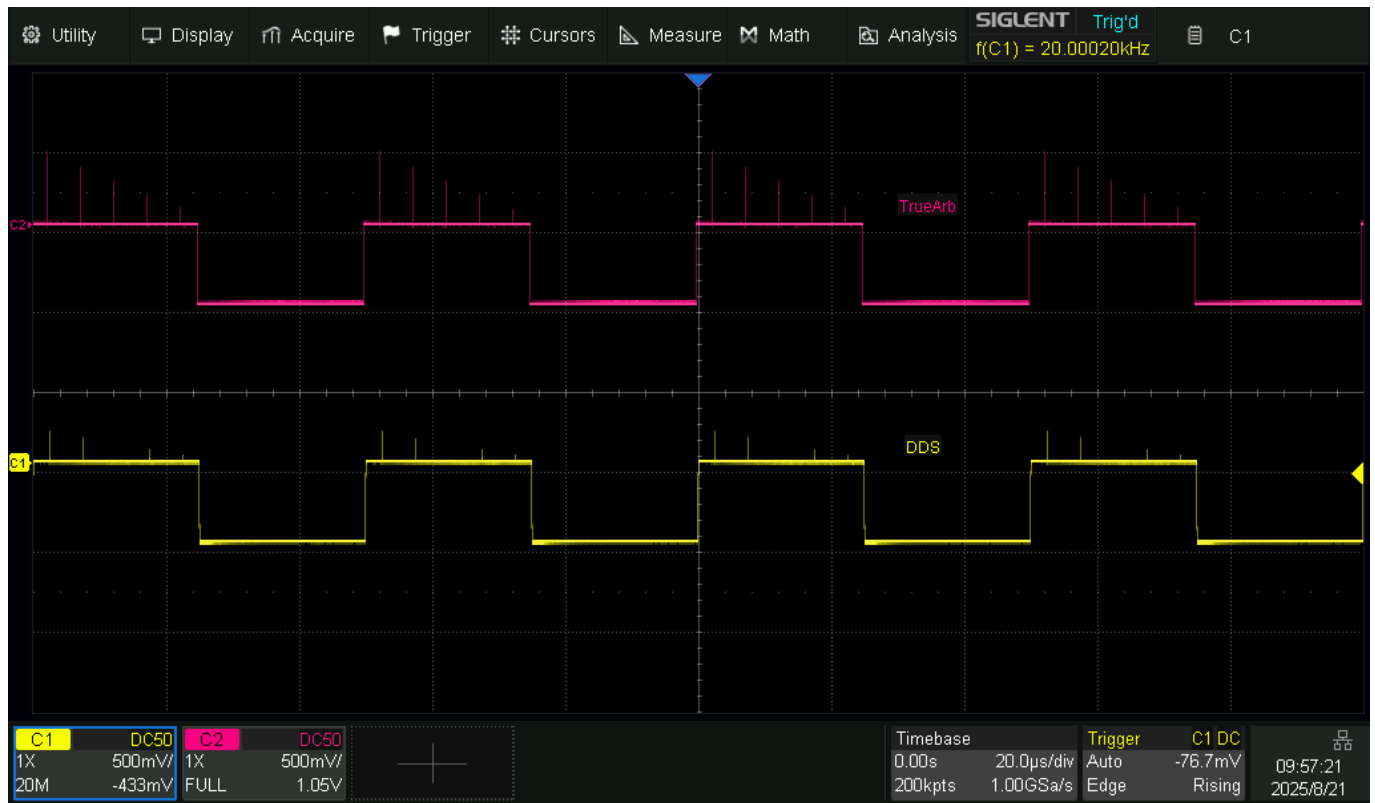 Utility Display Acquire Trigger Cursors Measure Math Analysis SIGLENT Trig'd C1
f(C1) = 20.00020kHz
TrueArb
C2
DDS
C1
C1 DC50 C2 DC50 Timebase Trigger C1 DC
1X 500mV/ 1X 500mV/ 0.00s 20.0µs/div Auto -76.7mV
20M -433mV FULL 1.05V 200kpts 1.00GSa/s Edge Rising
09:57:21
2025/8/21